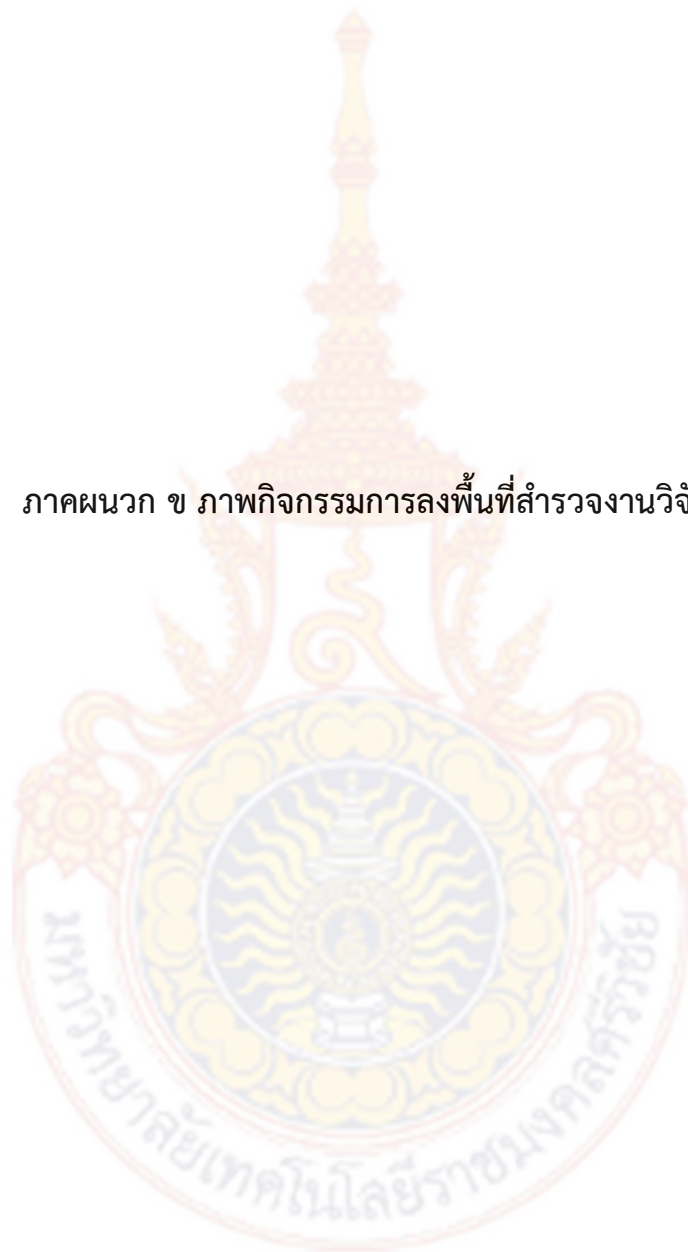 ภาคผนวก ข ภาพกิจกรรมการลงพื้นที่สำรวจงานวิจั
มหาวิทยาลัยเทคโนโลยีราชมงคลศรีวิชัย